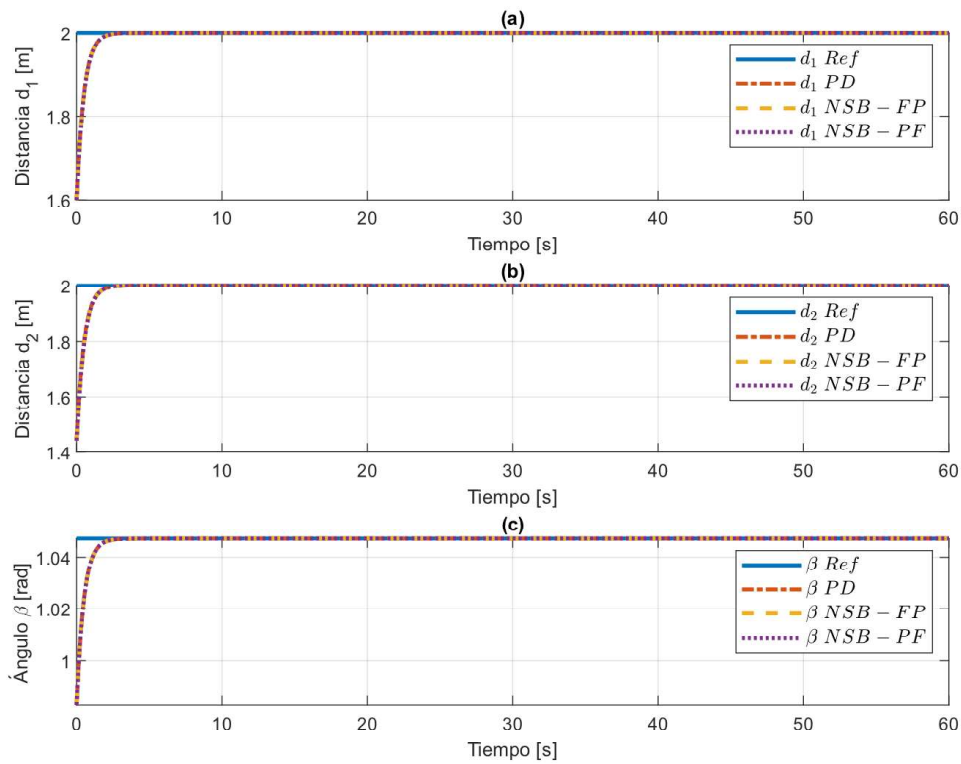 (a)
2
1.8
1.6
Distancia d1 [m]
d1 Ref
d1 PD
d1 NSB − FP
d1 NSB − PF
0 10 20 30 40 50 60
Tiempo [s]
(b)
2
1.8
1.6
1.4
Distancia d2 [m]
d2 Ref
d2 PD
d2 NSB − FP
d2 NSB − PF
0 10 20 30 40 50 60
Tiempo [s]
(c)
1.04
1.02
1
Ángulo β [rad]
β Ref
β PD
β NSB − FP
β NSB − PF
0 10 20 30 40 50 60
Tiempo [s]